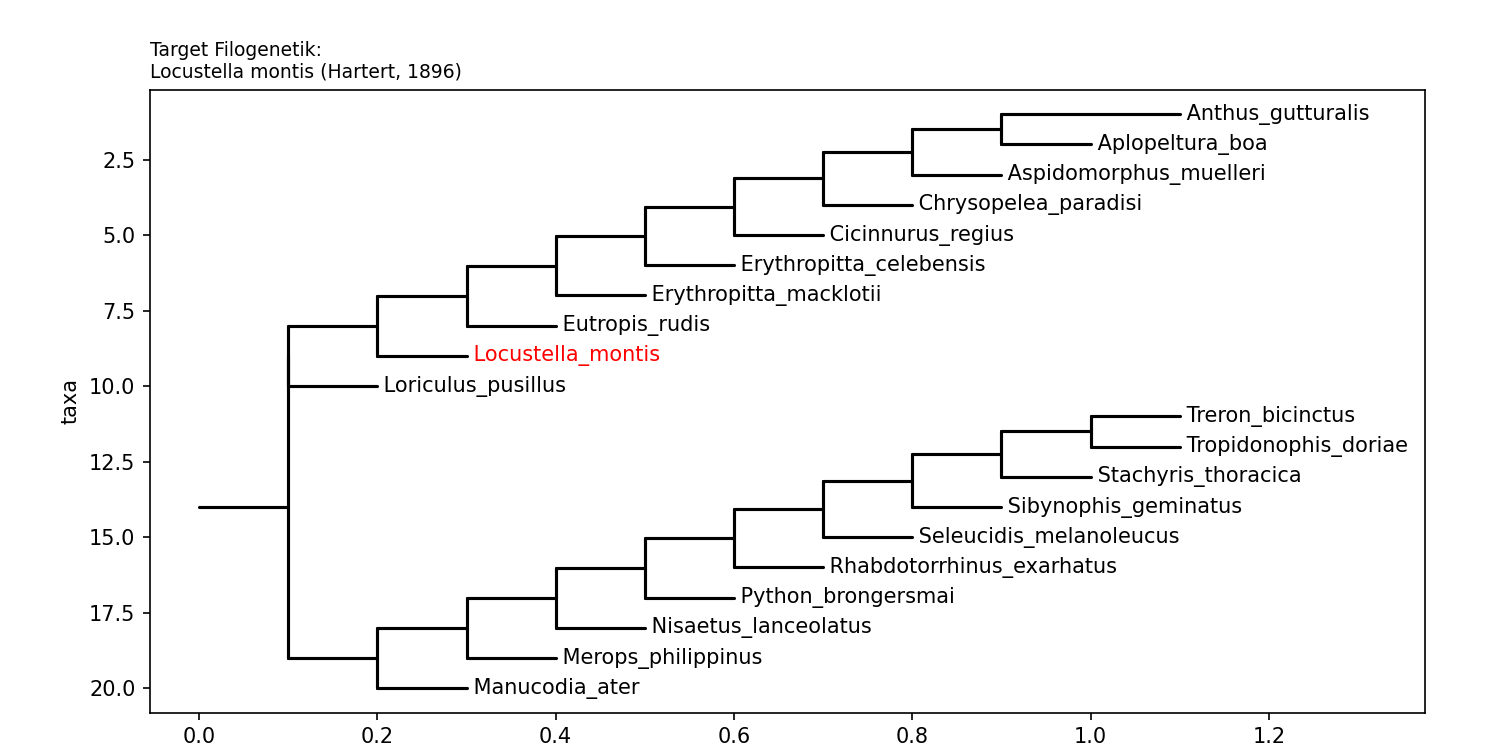 Target Filogenetik:
Locustella montis (Hartert, 1896)
Anthus_gutturalis
Aplopeltura_boa
2.5
Aspidomorphus_muelleri
Chrysopelea_paradisi
5.0
Cicinnurus_regius
Erythropitta_celebensis
Erythropitta_macklotii
7.5
Eutropis_rudis
Locustella_montis
10.0
Loriculus_pusillus
taxa
Treron_bicinctus
Tropidonophis_doriae
12.5
Stachyris_thoracica
Sibynophis_geminatus
15.0
Seleucidis_melanoleucus
Rhabdotorrhinus_exarhatus
Python_brongersmai
17.5
Nisaetus_lanceolatus
Merops_philippinus
20.0
Manucodia_ater
0.0 0.2 0.4 0.6 0.8 1.0 1.2